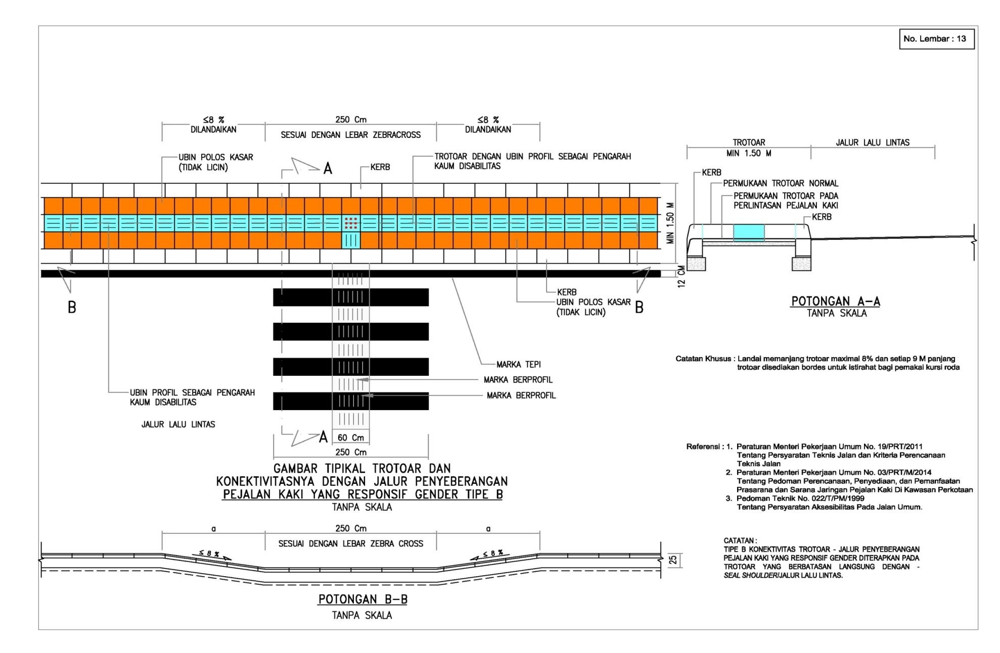 No. Lembar : 13
≤8 %
DILANDAIKAN
250 Cm
SESUAI DENGAN LEBAR ZEBRACROSS
≤8 %
DILANDAIKAN
UBIN POLOS KASAR
(TIDAK LICIN)
A
KERB
TROTOAR DENGAN UBIN PROFIL SEBAGAI PENGARAH
KAUM DISABILITAS
MIN 1.50 M
12 CM
B
KERB
UBIN POLOS KASAR
(TIDAK LICIN)
B
MARKA TEPI
MARKA BERPROFIL
MARKA BERPROFIL
UBIN PROFIL SEBAGAI PENGARAH
KAUM DISABILITAS
JALUR LALU LINTAS
A
60 Cm
250 Cm
GAMBAR TIPIKAL TROTOAR DAN
KONEKTIVITASNYA DENGAN JALUR PENYEBERANGAN
PEJALAN KAKI YANG RESPONSIF GENDER TIPE B
TANPA SKALA
a
250 Cm
SESUAI DENGAN LEBAR ZEBRA CROSS
a
≤ 8 %
≤ 8 %
25
POTONGAN B-B
TANPA SKALA
TROTOAR
MIN 1.50 M
JALUR LALU LINTAS
KERB
PERMUKAAN TROTOAR NORMAL
PERMUKAAN TROTOAR PADA
PERLINTASAN PEJALAN KAKI
KERB
POTONGAN A-A
TANPA SKALA
Catatan Khusus : Landai memanjang trotoar maximal 8% dan setiap 9 M panjang
trotoar disediakan bordes untuk istirahat bagi pemakai kursi roda
Referensi : 1. Peraturan Menteri Pekerjaan Umum No. 19/PRT/2011
Tentang Persyaratan Teknis Jalan dan Kriteria Perencanaan
Teknis Jalan
2. Peraturan Menteri Pekerjaan Umum No. 03/PRT/M/2014
Tentang Pedoman Perencanaan, Penyediaan, dan Pemanfaatan
Prasarana dan Sarana Jaringan Pejalan Kaki Di Kawasan Perkotaan
3. Pedoman Teknik No. 022/T/PM/1999
Tentang Persyaratan Aksesibilitas Pada Jalan Umum.
CATATAN :
TIPE B KONEKTIVITAS TROTOAR - JALUR PENYEBERANGAN
PEJALAN KAKI YANG RESPONSIF GENDER DITERAPKAN PADA
TROTOAR YANG BERBATASAN LANGSUNG DENGAN -
SEAL SHOULDER/JALUR LALU LINTAS.